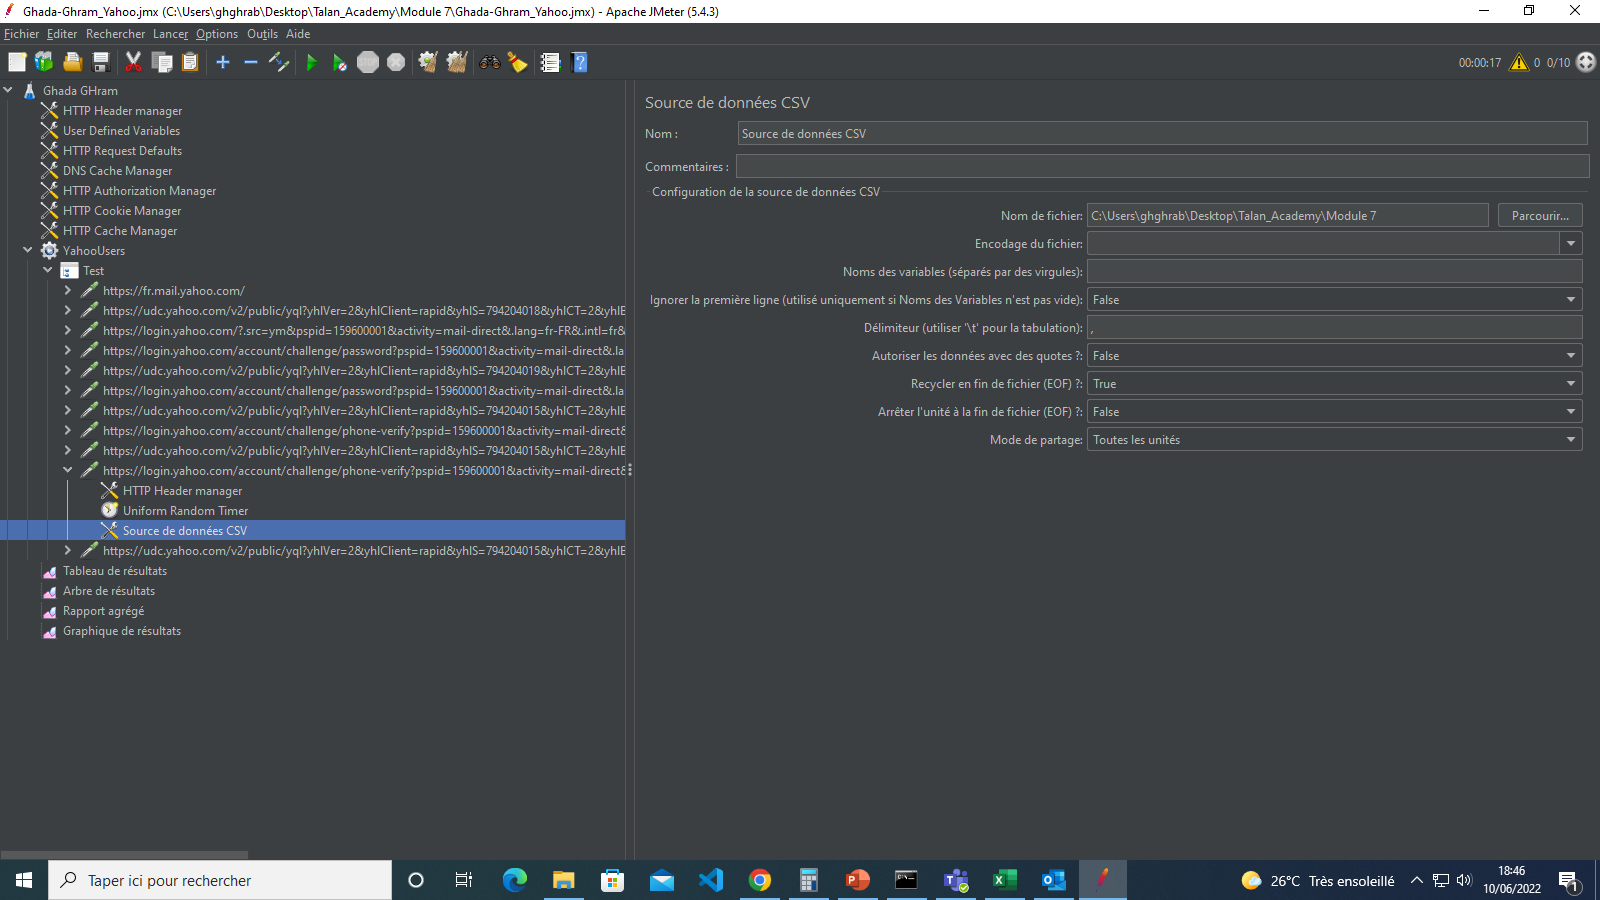 Ghada-Ghram_Yahoo.jmx (C:\Users\ghghrab\Desktop\Talan_Academy\Module 7\Ghada-Ghram_Yahoo.jmx) - Apache JMeter (5.4.3)
Fichier Editer Rechercher Lancer Options Outils Aide
STOP
00:00:17 0 0/10
Ghada GHram
HTTP Header manager
User Defined Variables
HTTP Request Defaults
DNS Cache Manager
HTTP Authorization Manager
HTTP Cookie Manager
HTTP Cache Manager
YahooUsers
Test
https://fr.mail.yahoo.com/
https://udc.yahoo.com/v2/public/yql?yhlVer=2&yhlClient=rapid&yhlS=794204018&yhlCT=2&yhlE
https://login.yahoo.com/?.src=ym&pspid=159600001&activity=mail-direct&.lang=fr-FR&.intl=fr&
https://login.yahoo.com/account/challenge/password?pspid=159600001&activity=mail-direct&.la
https://udc.yahoo.com/v2/public/yql?yhlVer=2&yhlClient=rapid&yhlS=794204019&yhlCT=2&yhlE
https://login.yahoo.com/account/challenge/password?pspid=159600001&activity=mail-direct&.la
https://udc.yahoo.com/v2/public/yql?yhlVer=2&yhlClient=rapid&yhlS=794204015&yhlCT=2&yhlE
https://login.yahoo.com/account/challenge/phone-verify?pspid=159600001&activity=mail-direct&
https://udc.yahoo.com/v2/public/yql?yhlVer=2&yhlClient=rapid&yhlS=794204015&yhlCT=2&yhlE
https://login.yahoo.com/account/challenge/phone-verify?pspid=159600001&activity=mail-direct&
HTTP Header manager
Uniform Random Timer
Source de données CSV
https://udc.yahoo.com/v2/public/yql?yhlVer=2&yhlClient=rapid&yhlS=794204015&yhlCT=2&yhlE
Tableau de résultats
Arbre de résultats
Rapport agrégé
Graphique de résultats
Source de données CSV
Nom : Source de données CSV
Commentaires :
Configuration de la source de données CSV
Nom de fichier: C:\Users\ghghrab\Desktop\Talan_Academy\Module 7 Parcourir...
Encodage du fichier:
Noms des variables (séparés par des virgules):
Ignorer la première ligne (utilisé uniquement si Noms des Variables n'est pas vide): False
Délimiteur (utiliser '\t' pour la tabulation): ,
Autoriser les données avec des quotes ?: False
Recycler en fin de fichier (EOF) ?: True
Arrêter l'unité à la fin de fichier (EOF) ?: False
Mode de partage: Toutes les unités
Taper ici pour rechercher
26°C Très ensoleillé
18:46
10/06/2022
1